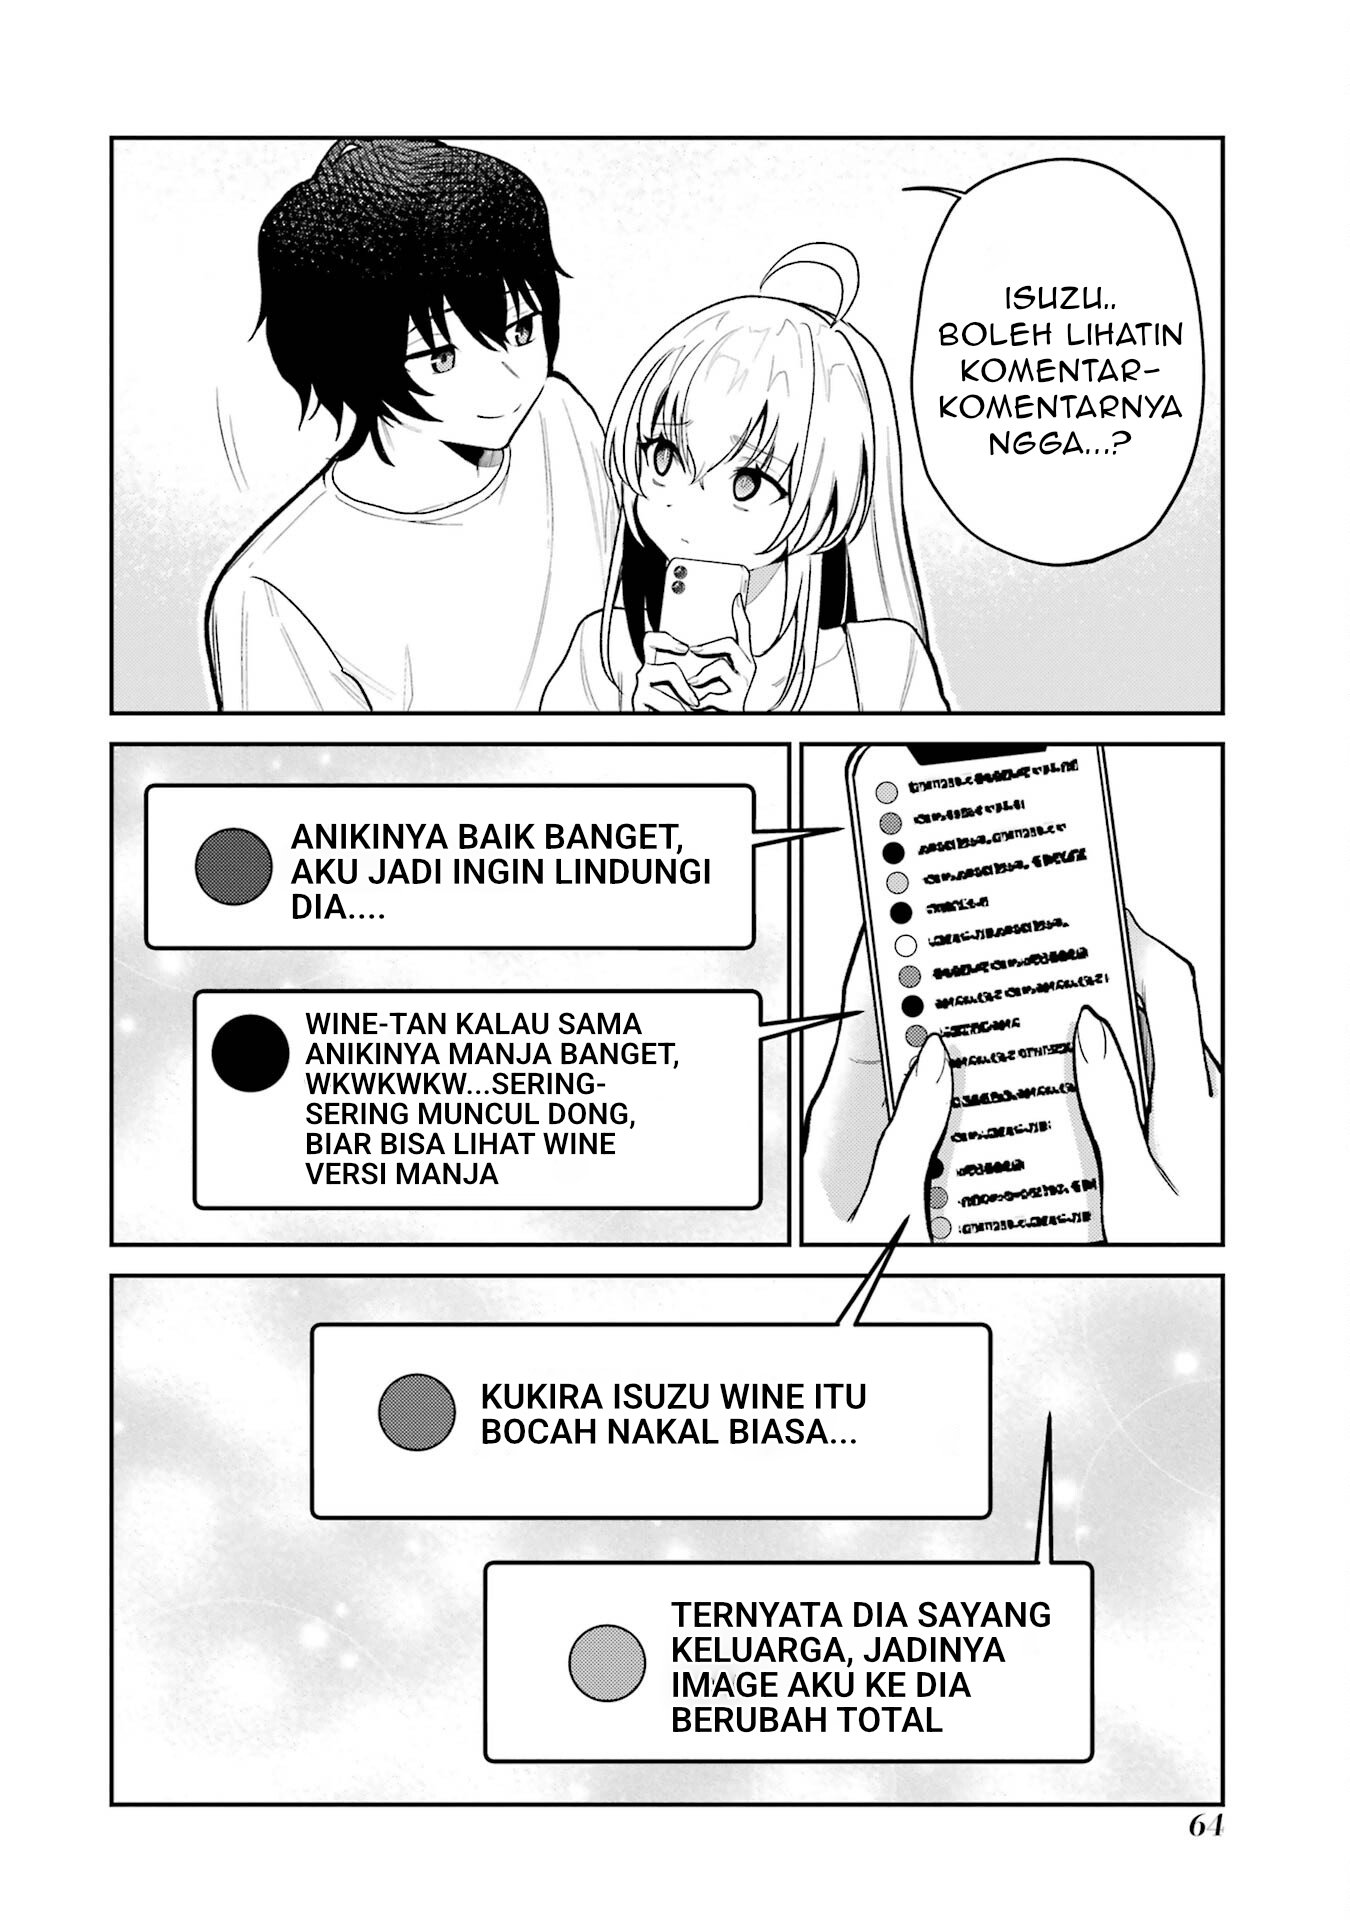 ISUZU..
BOLEH LIHATIN
KOMENTAR-
KOMENTARNYA
NGGA...?
ANIKINYA BAIK BANGET,
AKU JADI INGIN LINDUNGI
DIA....
WINE-TAN KALAU SAMA
ANIKINYA MANJA BANGET,
WKWKWKW...SERING-
SERING MUNCUL DONG,
BIAR BISA LIHAT WINE
VERSI MANJA
KUKIRA ISUZU WINE ITU
BOCAH NAKAL BIASA...
TERNYATA DIA SAYANG
KELUARGA, JADINYA
IMAGE AKU KE DIA
BERUBAH TOTAL
64